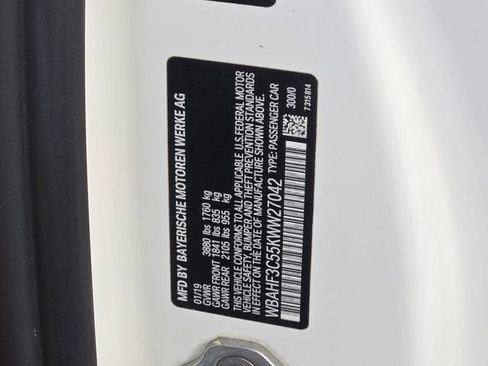 MFD BY BAYERISCHE MOTOREN WERKE AG
01/19
GVWR 3880 lbs 1760 kg
GAWR FRONT 1841 lbs 835 kg
GAWR REAR 2105 lbs 955 kg
THIS VEHICLE CONFORMS TO ALL APPLICABLE U.S.FEDERAL MOTOR
VEHICLE SAFETY, BUMPER AND THEFT PREVENTION STANDARDS
IN EFFECT ON THE DATE OF MANUFACTURE SHOWN ABOVE.
WBAHF3C55KWW27042 TYPE: PASSENGER CAR
300/0
7315814